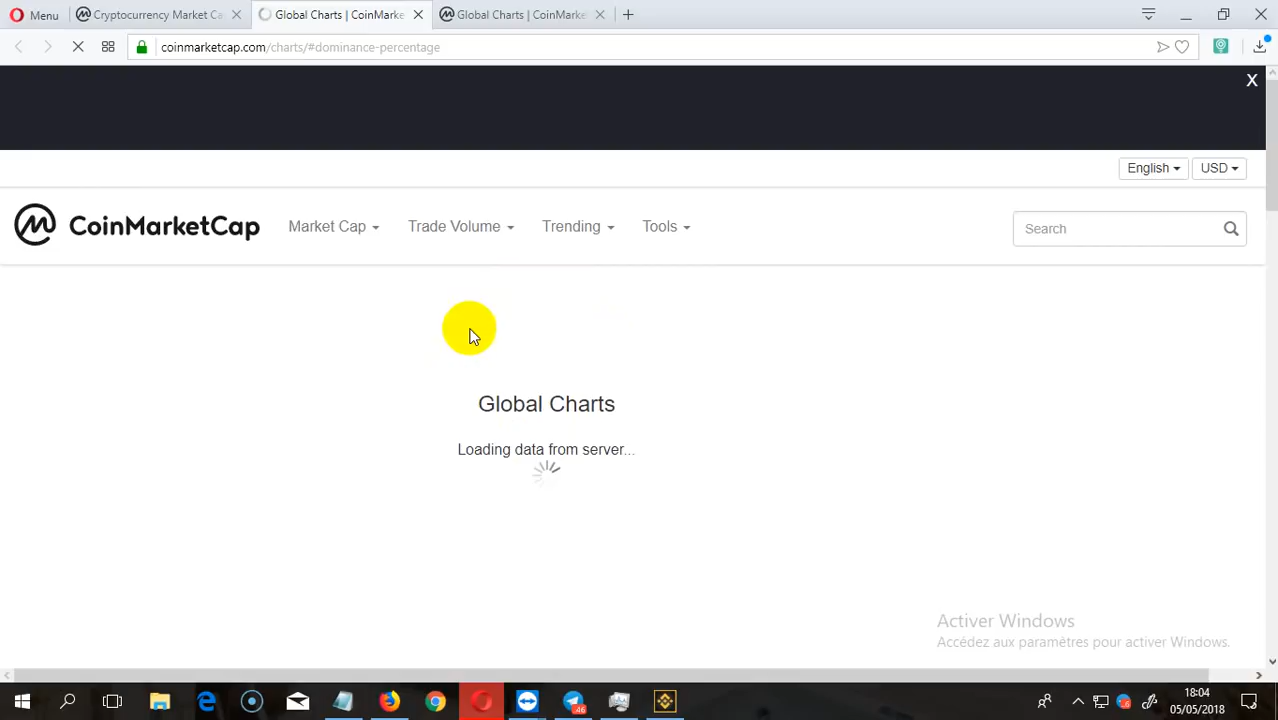 Menu
Cryptocurrency Market Ca
Global Charts | CoinMarke
Global Charts | CoinMarke
coinmarketcap.com/charts/#dominance-percentage
X
English
USD
CoinMarketCap
Market Cap
Trade Volume
Trending
Tools
Search
Global Charts
Loading data from server...
Activer Windows
Accédez aux paramètres pour activer Windows.
46
18:04
05/05/2018